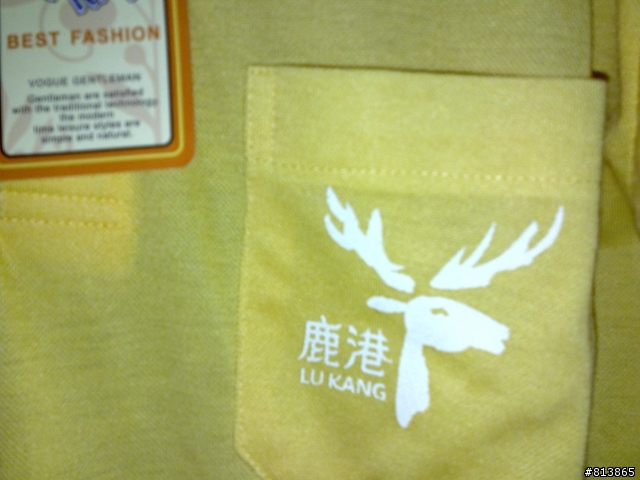 BEST FASHION
VOGUE GENTLEMAN
Gentleman are satisfied
with the traditional technology
the modern
time leisure styles are
simple and natural.
鹿港
LU KANG
#813865